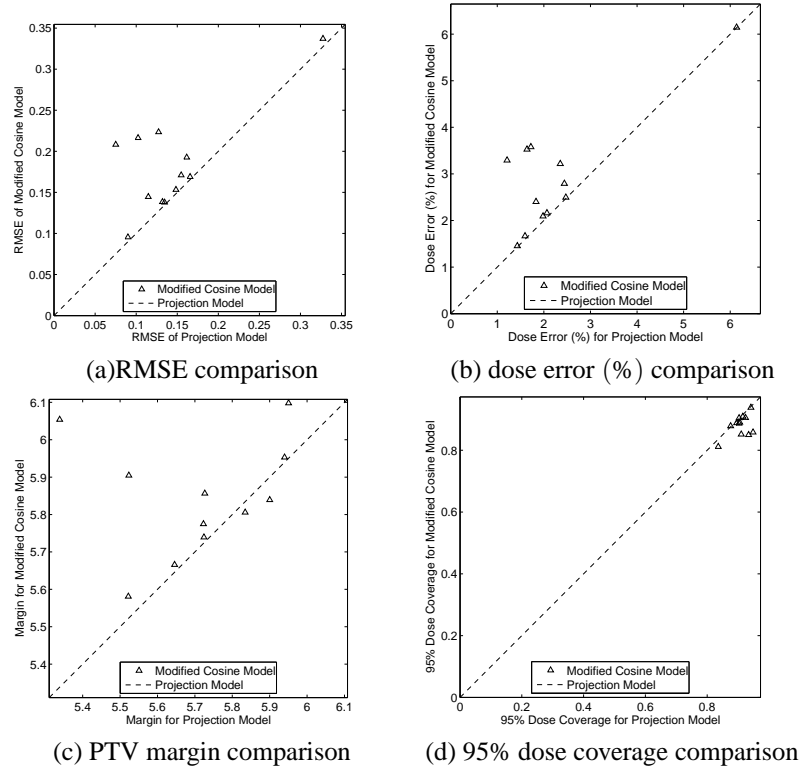 0.35
0.3
0.25
0.2
0.15
0.1
0.05
0
RMSE of Modified Cosine Model
Modified Cosine Model
Projection Model
0 0.05 0.1 0.15 0.2 0.25 0.3 0.35
RMSE of Projection Model
(a)RMSE comparison
6
5
4
3
2
1
0
Dose Error (%) for Modified Cosine Model
Modified Cosine Model
Projection Model
0 1 2 3 4 5 6
Dose Error (%) for Projection Model
(b) dose error (%) comparison
6.1
6
5.9
5.8
5.7
5.6
5.5
5.4
Margin for Modified Cosine Model
Modified Cosine Model
Projection Model
5.4 5.5 5.6 5.7 5.8 5.9 6 6.1
Margin for Projection Model
(c) PTV margin comparison
0.8
0.6
0.4
0.2
0
95% Dose Coverage for Modified Cosine Model
Modified Cosine Model
Projection Model
0 0.2 0.4 0.6 0.8
95% Dose Coverage for Projection Model
(d) 95% dose coverage comparison